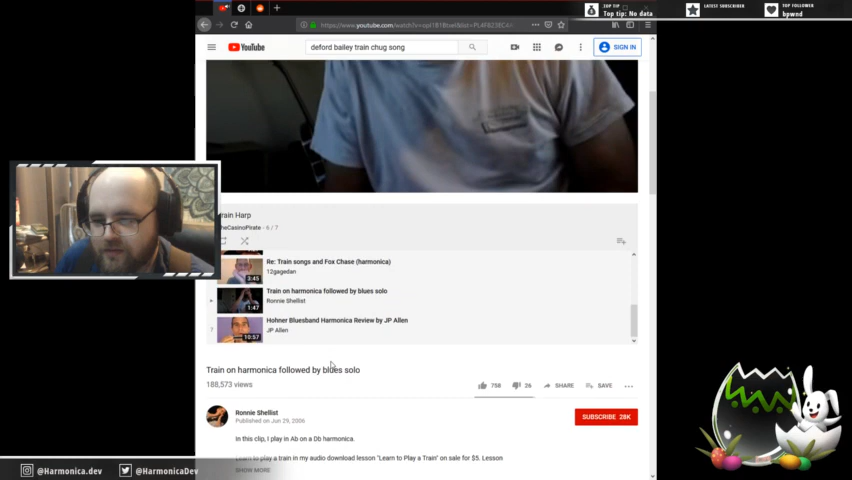 TOP TIP
Top tip: No data
LATEST SUBSCRIBER
TOP FOLLOWER
bpwnd
YouTube
deford bailey train chug song
SIGN IN
rain Harp
heCasinoPirate - 6 / 7
Re: Train songs and Fox Chase (harmonica)
12gagedan
3:45
Train on harmonica followed by blues solo
Ronnie Shellist
1:47
7
Hohner Bluesband Harmonica Review by JP Allen
JP Allen
10:57
Train on harmonica followed by blues solo
188,573 views
758
26
SHARE
SAVE
Ronnie Shellist
Published on Jun 29, 2006
SUBSCRIBE 28K
In this clip, I play in Ab on a Db harmonica.
Learn to play a train in my audio download lesson "Learn to Play a Train" on sale for $5. Lesson
SHOW MORE
@Harmonica.dev
@HarmonicaDev